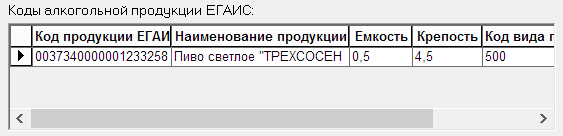 Коды алкогольной продукции ЕГАИС:
Код продукции ЕГАИ Наименование продукции Емкость Крепость Код вида п
0037340000001233258 Пиво светлое "ТРЕХСОСЕН 0,5 4,5 500